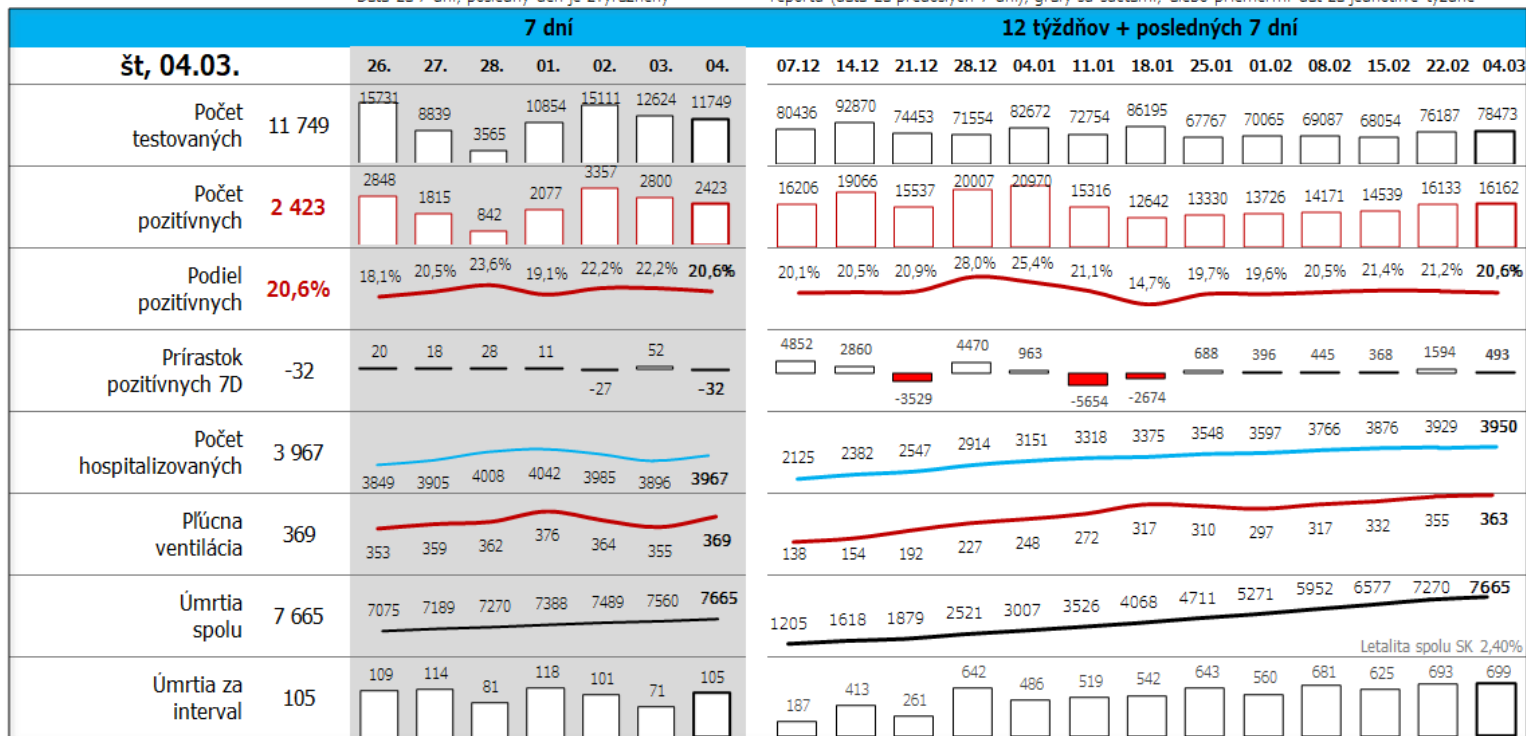 7 dní
12 týždňov + posledných 7 dní
št, 04.03.
26. 27. 28. 01. 02. 03. 04.
07.12 14.12 21.12 28.12 04.01 11.01 18.01 25.01 01.02 08.02 15.02 22.02 04.03
Počet
testovaných
11 749
15731 8839 3565 10854 15111 12624 11749
80436 92870 74453 71554 82672 72754 86195 67767 70065 69087 68054 76187 78473
Počet
pozitívnych
2 423
2848 1815 842 2077 3357 2800 2423
16206 19066 15537 20007 20970 15316 12642 13330 13726 14171 14539 16133 16162
Podiel
pozitívnych
20,6%
18,1% 20,5% 23,6% 19,1% 22,2% 22,2% 20,6%
20,1% 20,5% 20,9% 28,0% 25,4% 21,1% 14,7% 19,7% 19,6% 20,5% 21,4% 21,2% 20,6%
Prírastok
pozitívnych 7D
-32
20 18 28 11 -27 52 -32
4852 2860 -3529 4470 963 -5654 -2674 688 396 445 368 1594 493
Počet
hospitalizovaných
3 967
3849 3905 4008 4042 3985 3896 3967
2125 2382 2547 2914 3151 3318 3375 3548 3597 3766 3876 3929 3950
Pľúcna
ventilácia
369
353 359 362 376 364 355 369
138 154 192 227 248 272 317 310 297 317 332 355 363
Úmrtia
spolu
7 665
7075 7189 7270 7388 7489 7560 7665
1205 1618 1879 2521 3007 3526 4068 4711 5271 5952 6577 7270 7665
Letalita spolu SK 2,40%
Úmrtia za
interval
105
109 114 81 118 101 71 105
187 413 261 642 486 519 542 643 560 681 625 693 699